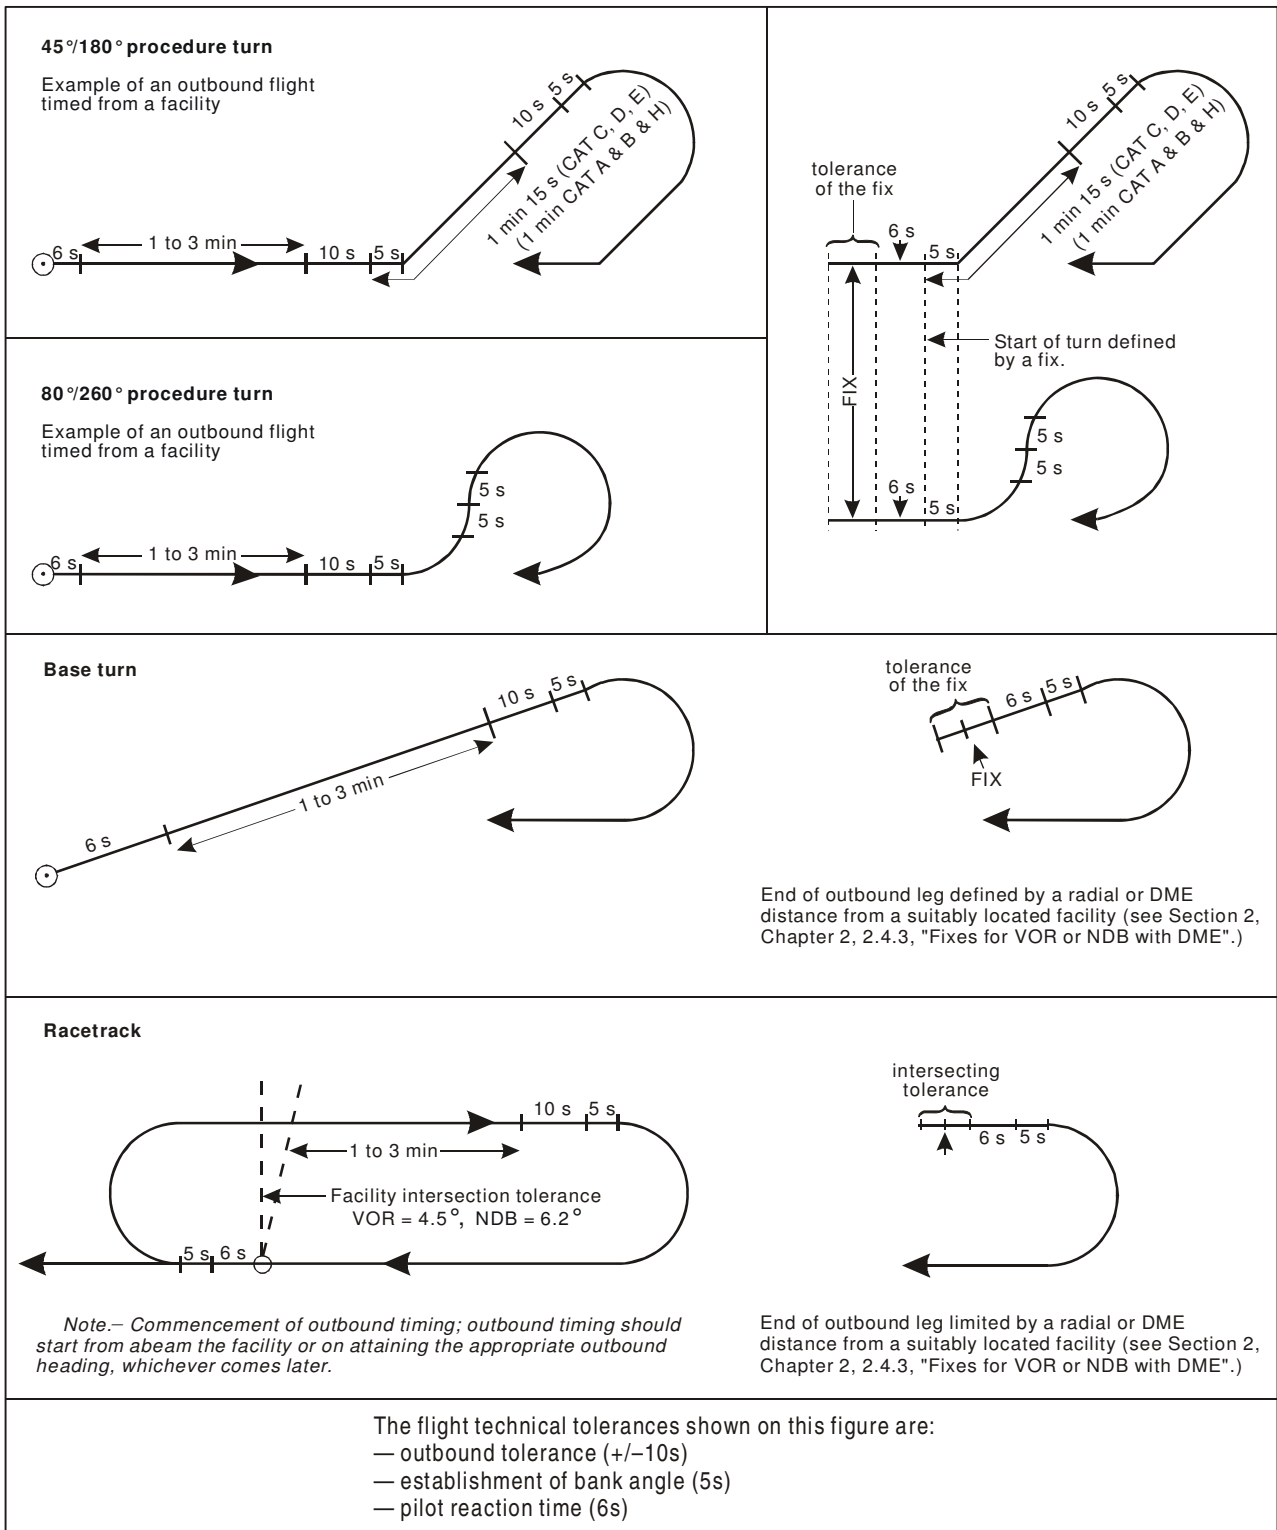 45°/180° procedure turn
Example of an outbound flight
timed from a facility
6 s
1 to 3 min
10 s
5 s
10 s
5 s
1 min 15 s (CAT C, D, E)
(1 min CAT A & B & H)
tolerance
of the fix
6 s
5 s
10 s
5 s
1 min 15 s (CAT C, D, E)
(1 min CAT A & B & H)
FIX
Start of turn defined
by a fix.
5 s
5 s
6 s
5 s
80°/260° procedure turn
Example of an outbound flight
timed from a facility
6 s
1 to 3 min
10 s
5 s
5 s
5 s
Base turn
6 s
1 to 3 min
10 s
5 s
tolerance
of the fix
6 s
5 s
FIX
End of outbound leg defined by a radial or DME
distance from a suitably located facility (see Section 2,
Chapter 2, 2.4.3, "Fixes for VOR or NDB with DME".)
Racetrack
10 s
5 s
1 to 3 min
Facility intersection tolerance
VOR = 4.5°, NDB = 6.2°
5 s
6 s
Note.– Commencement of outbound timing; outbound timing should
start from abeam the facility or on attaining the appropriate outbound
heading, whichever comes later.
intersecting
tolerance
6 s
5 s
End of outbound leg limited by a radial or DME
distance from a suitably located facility (see Section 2,
Chapter 2, 2.4.3, "Fixes for VOR or NDB with DME".)
The flight technical tolerances shown on this figure are:
— outbound tolerance (+/–10s)
— establishment of bank angle (5s)
— pilot reaction time (6s)